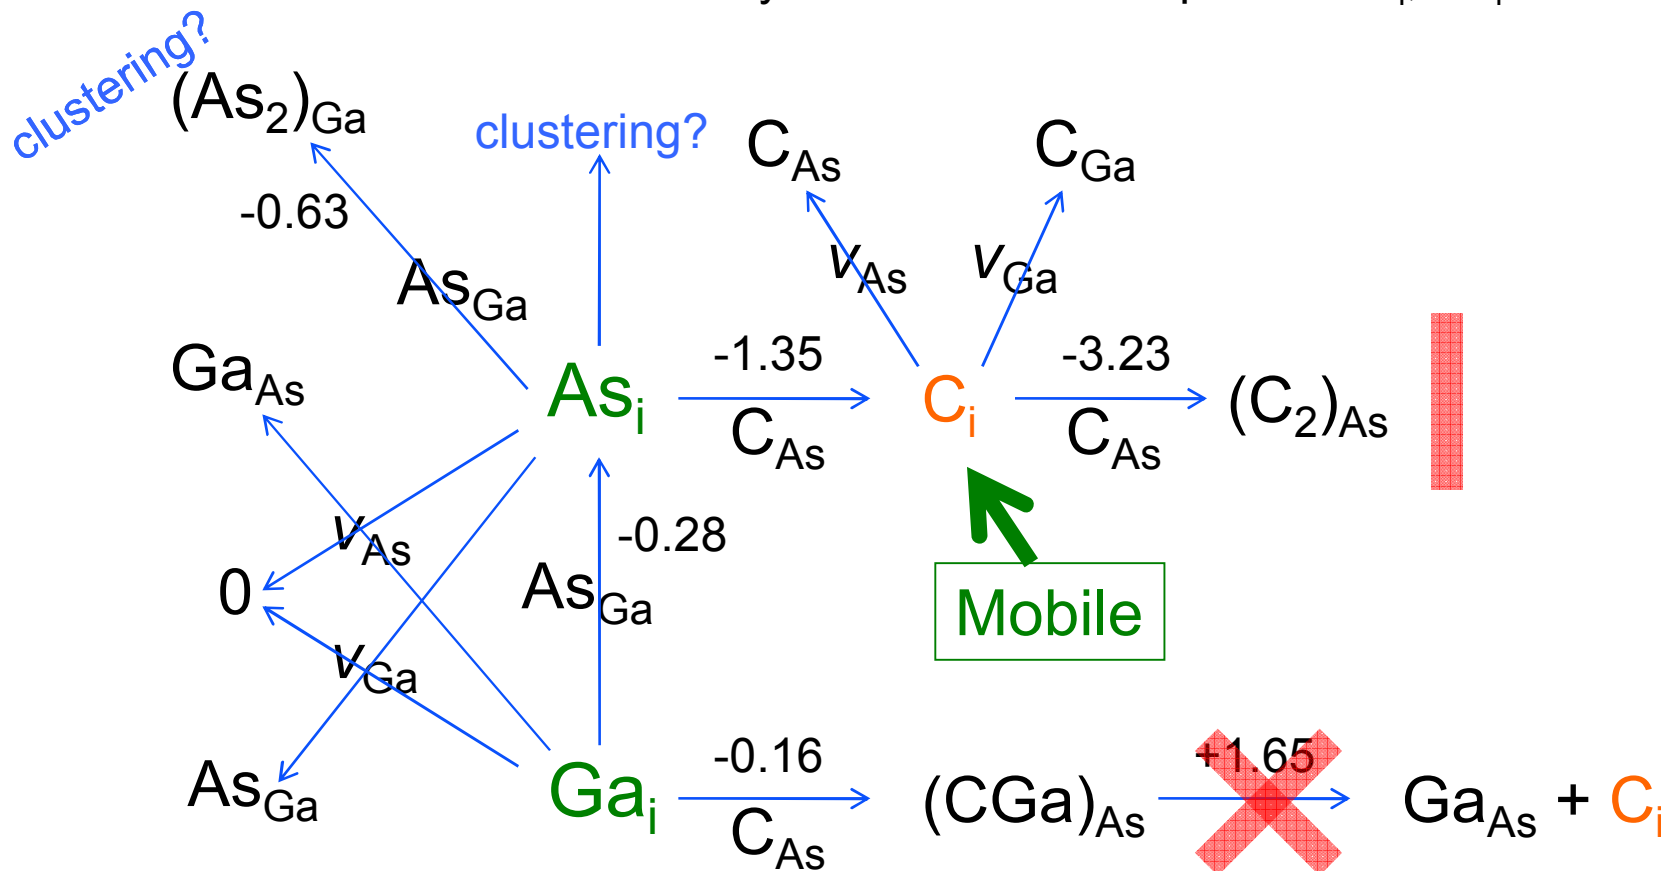 clustering?
(As2)Ga
clustering?
CAs
CGa
-0.63
vAs
vGa
AsGa
GaAs
-1.35
-3.23
Asi
Ci
(C2)As
CAs
CAs
vAs
-0.28
0
AsGa
Mobile
vGa
-0.16
+1.65
AsGa
Gai
(CGa)As
GaAs + Ci
CAs